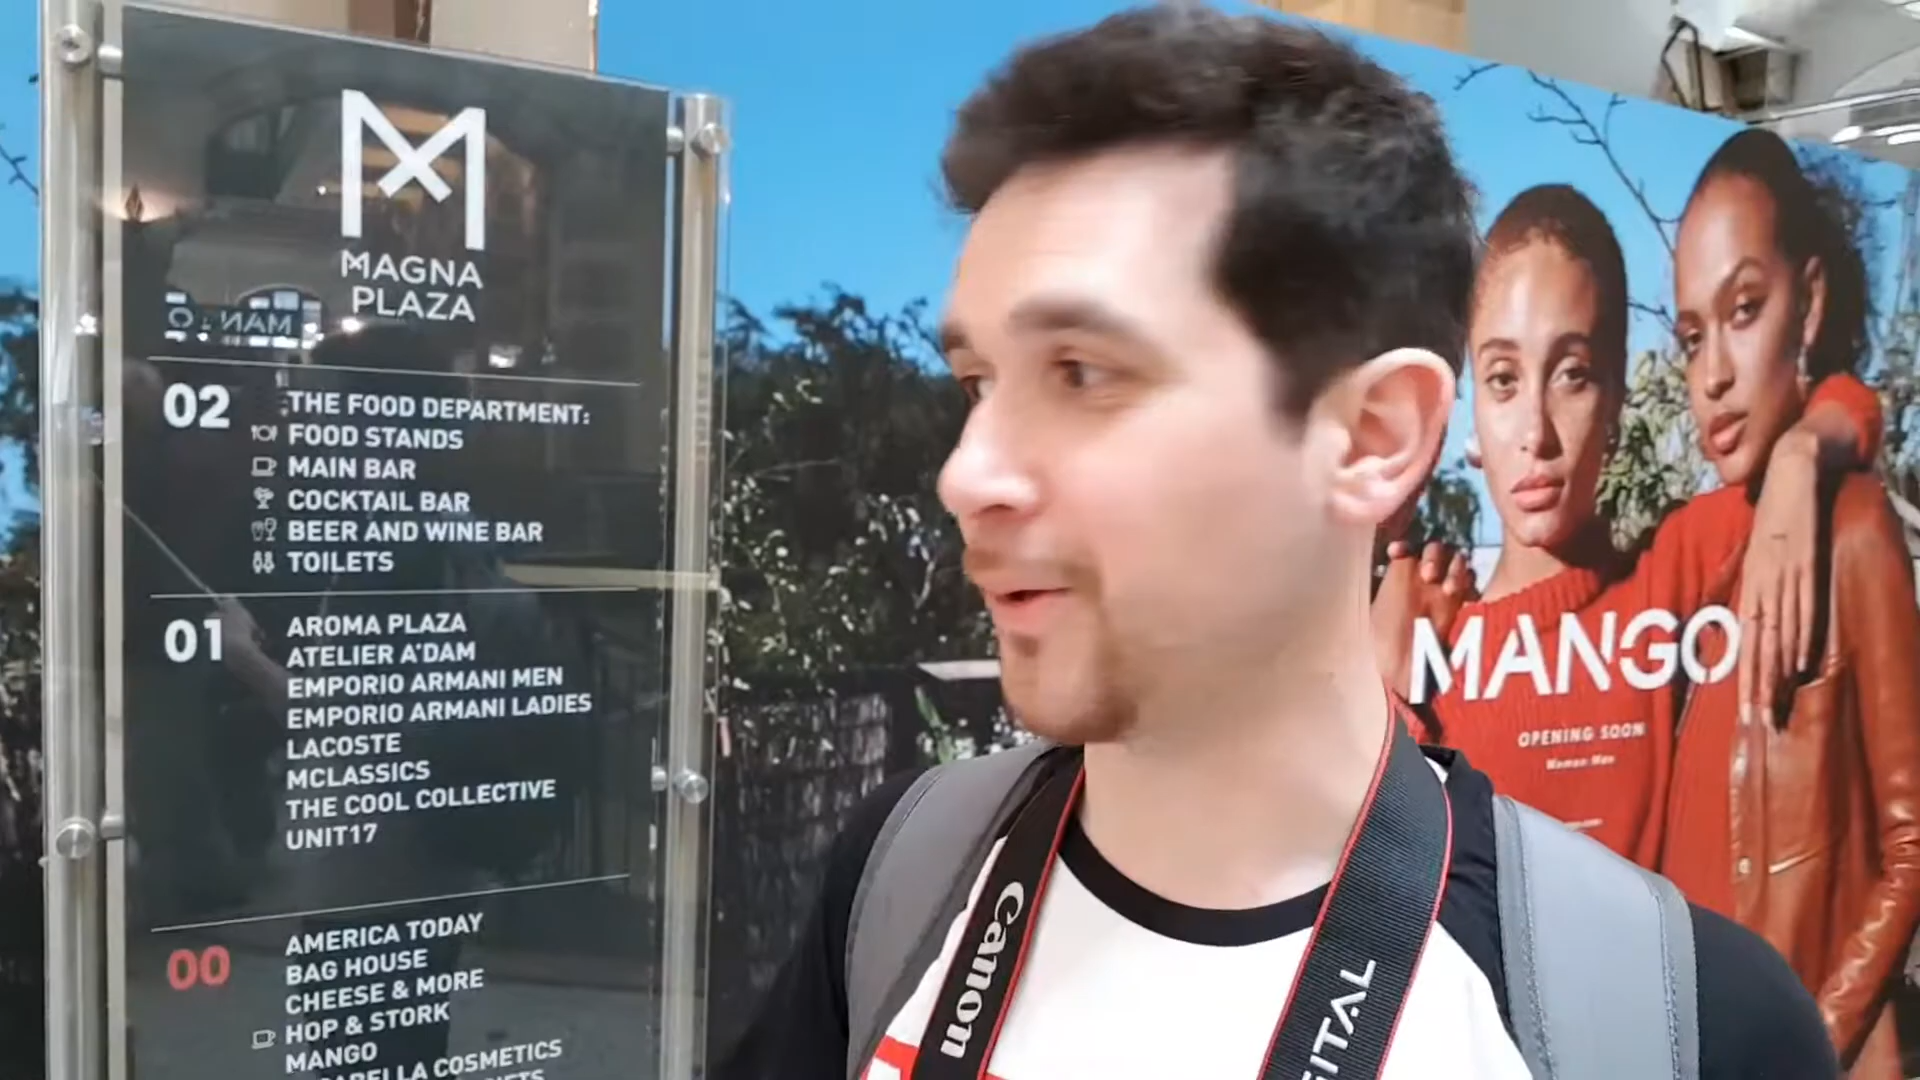 MAGNA
PLAZA
02
THE FOOD DEPARTMENT:
FOOD STANDS
MAIN BAR
COCKTAIL BAR
BEER AND WINE BAR
TOILETS
01
AROMA PLAZA
ATELIER A'DAM
EMPORIO ARMANI MEN
EMPORIO ARMANI LADIES
LACOSTE
MCLASSICS
THE COOL COLLECTIVE
UNIT17
00
AMERICA TODAY
BAG HOUSE
CHEESE & MORE
HOP & STORK
MANGO
COSMETICS
Canon
MANGO
OPENING SOON
Woman Man